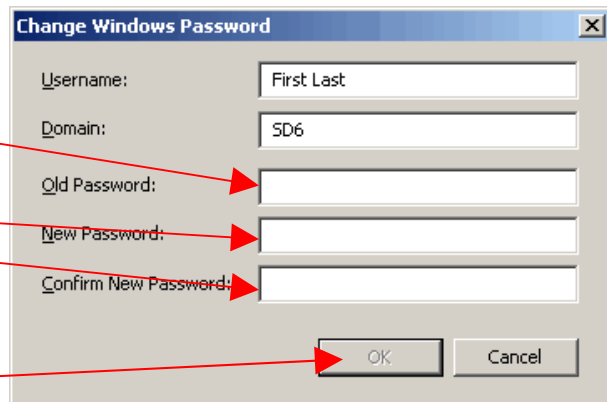 Change Windows Password
Username: First Last
Domain: SD6
Old Password:
New Password:
Confirm New Password:
OK Cancel